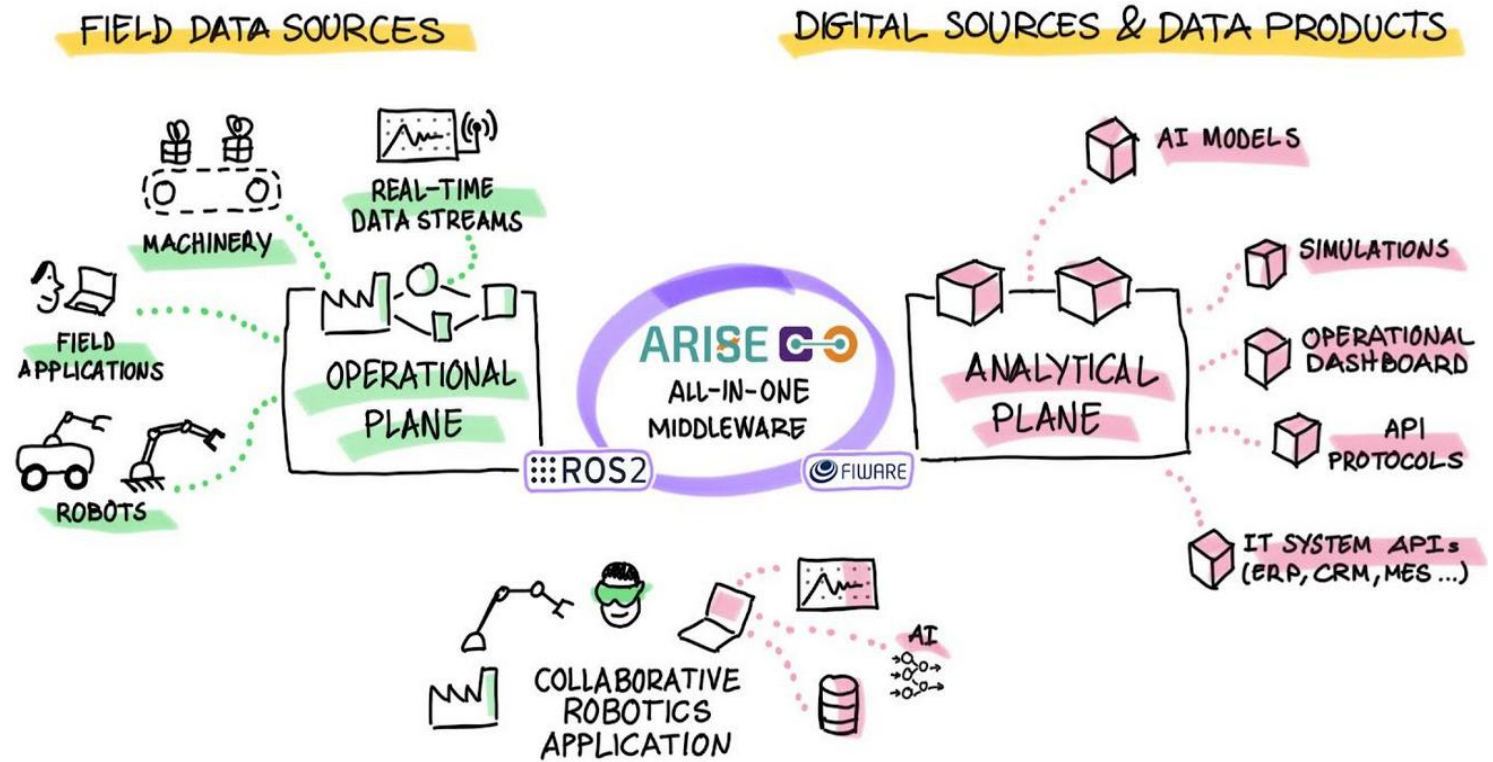 FIELD DATA SOURCES
DIGITAL SOURCES & DATA PRODUCTS
MACHINERY
REAL-TIME
DATA STREAMS
FIELD
APPLICATIONS
ROBOTS
OPERATIONAL
PLANE
ARISE
ALL-IN-ONE
MIDDLEWARE
ROS2
FIWARE
ANALYTICAL
PLANE
AI MODELS
SIMULATIONS
OPERATIONAL
DASHBOARD
API
PROTOCOLS
IT SYSTEM APIs
(ERP, CRM, MES ...)
COLLABORATIVE
ROBOTICS
APPLICATION
AI